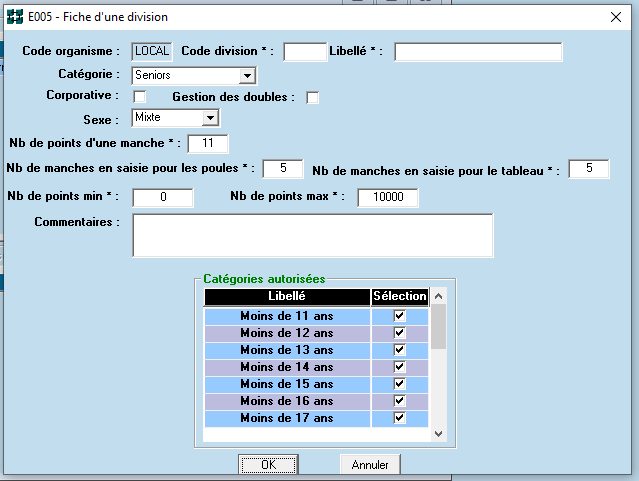 E005 - Fiche d'une division
Code organisme : LOCAL Code division * : Libellé * :
Catégorie : Seniors
Corporative : Gestion des doubles :
Sexe : Mixte
Nb de points d'une manche * : 11
Nb de manches en saisie pour les poules * : 5 Nb de manches en saisie pour le tableau * : 5
Nb de points min * : 0 Nb de points max * : 10000
Commentaires :
Catégories autorisées
Libellé Sélection
Moins de 11 ans
Moins de 12 ans
Moins de 13 ans
Moins de 14 ans
Moins de 15 ans
Moins de 16 ans
Moins de 17 ans
OK Annuler